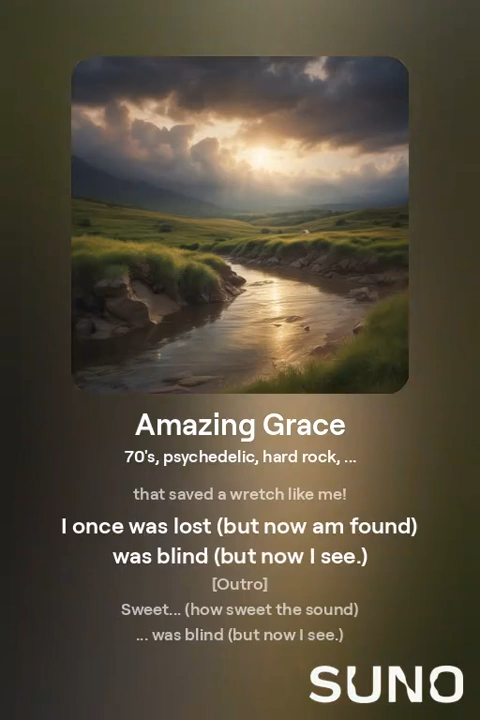 Amazing Grace
70's, psychedelic, hard rock, ...
that saved a wretch like me!
I once was lost (but now am found)
was blind (but now I see.)
[Outro]
Sweet... (how sweet the sound)
... was blind (but now I see.)
SUNO